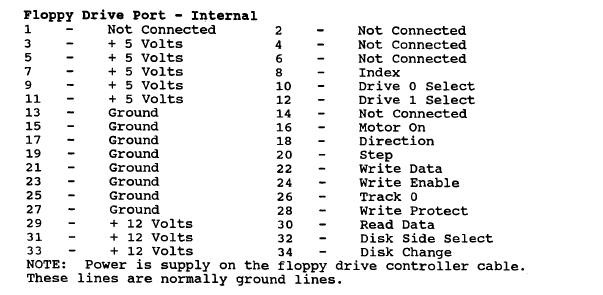 Floppy Drive Port - Internal
1 - Not Connected 2 - Not Connected
3 - + 5 Volts 4 - Not Connected
5 - + 5 Volts 6 - Not Connected
7 - + 5 Volts 8 - Index
9 - + 5 Volts 10 - Drive 0 Select
11 - + 5 Volts 12 - Drive 1 Select
13 - Ground 14 - Not Connected
15 - Ground 16 - Motor On
17 - Ground 18 - Direction
19 - Ground 20 - Step
21 - Ground 22 - Write Data
23 - Ground 24 - Write Enable
25 - Ground 26 - Track 0
27 - Ground 28 - Write Protect
29 - + 12 Volts 30 - Read Data
31 - + 12 Volts 32 - Disk Side Select
33 - + 12 Volts 34 - Disk Change
NOTE: Power is supply on the floppy drive controller cable.
These lines are normally ground lines.